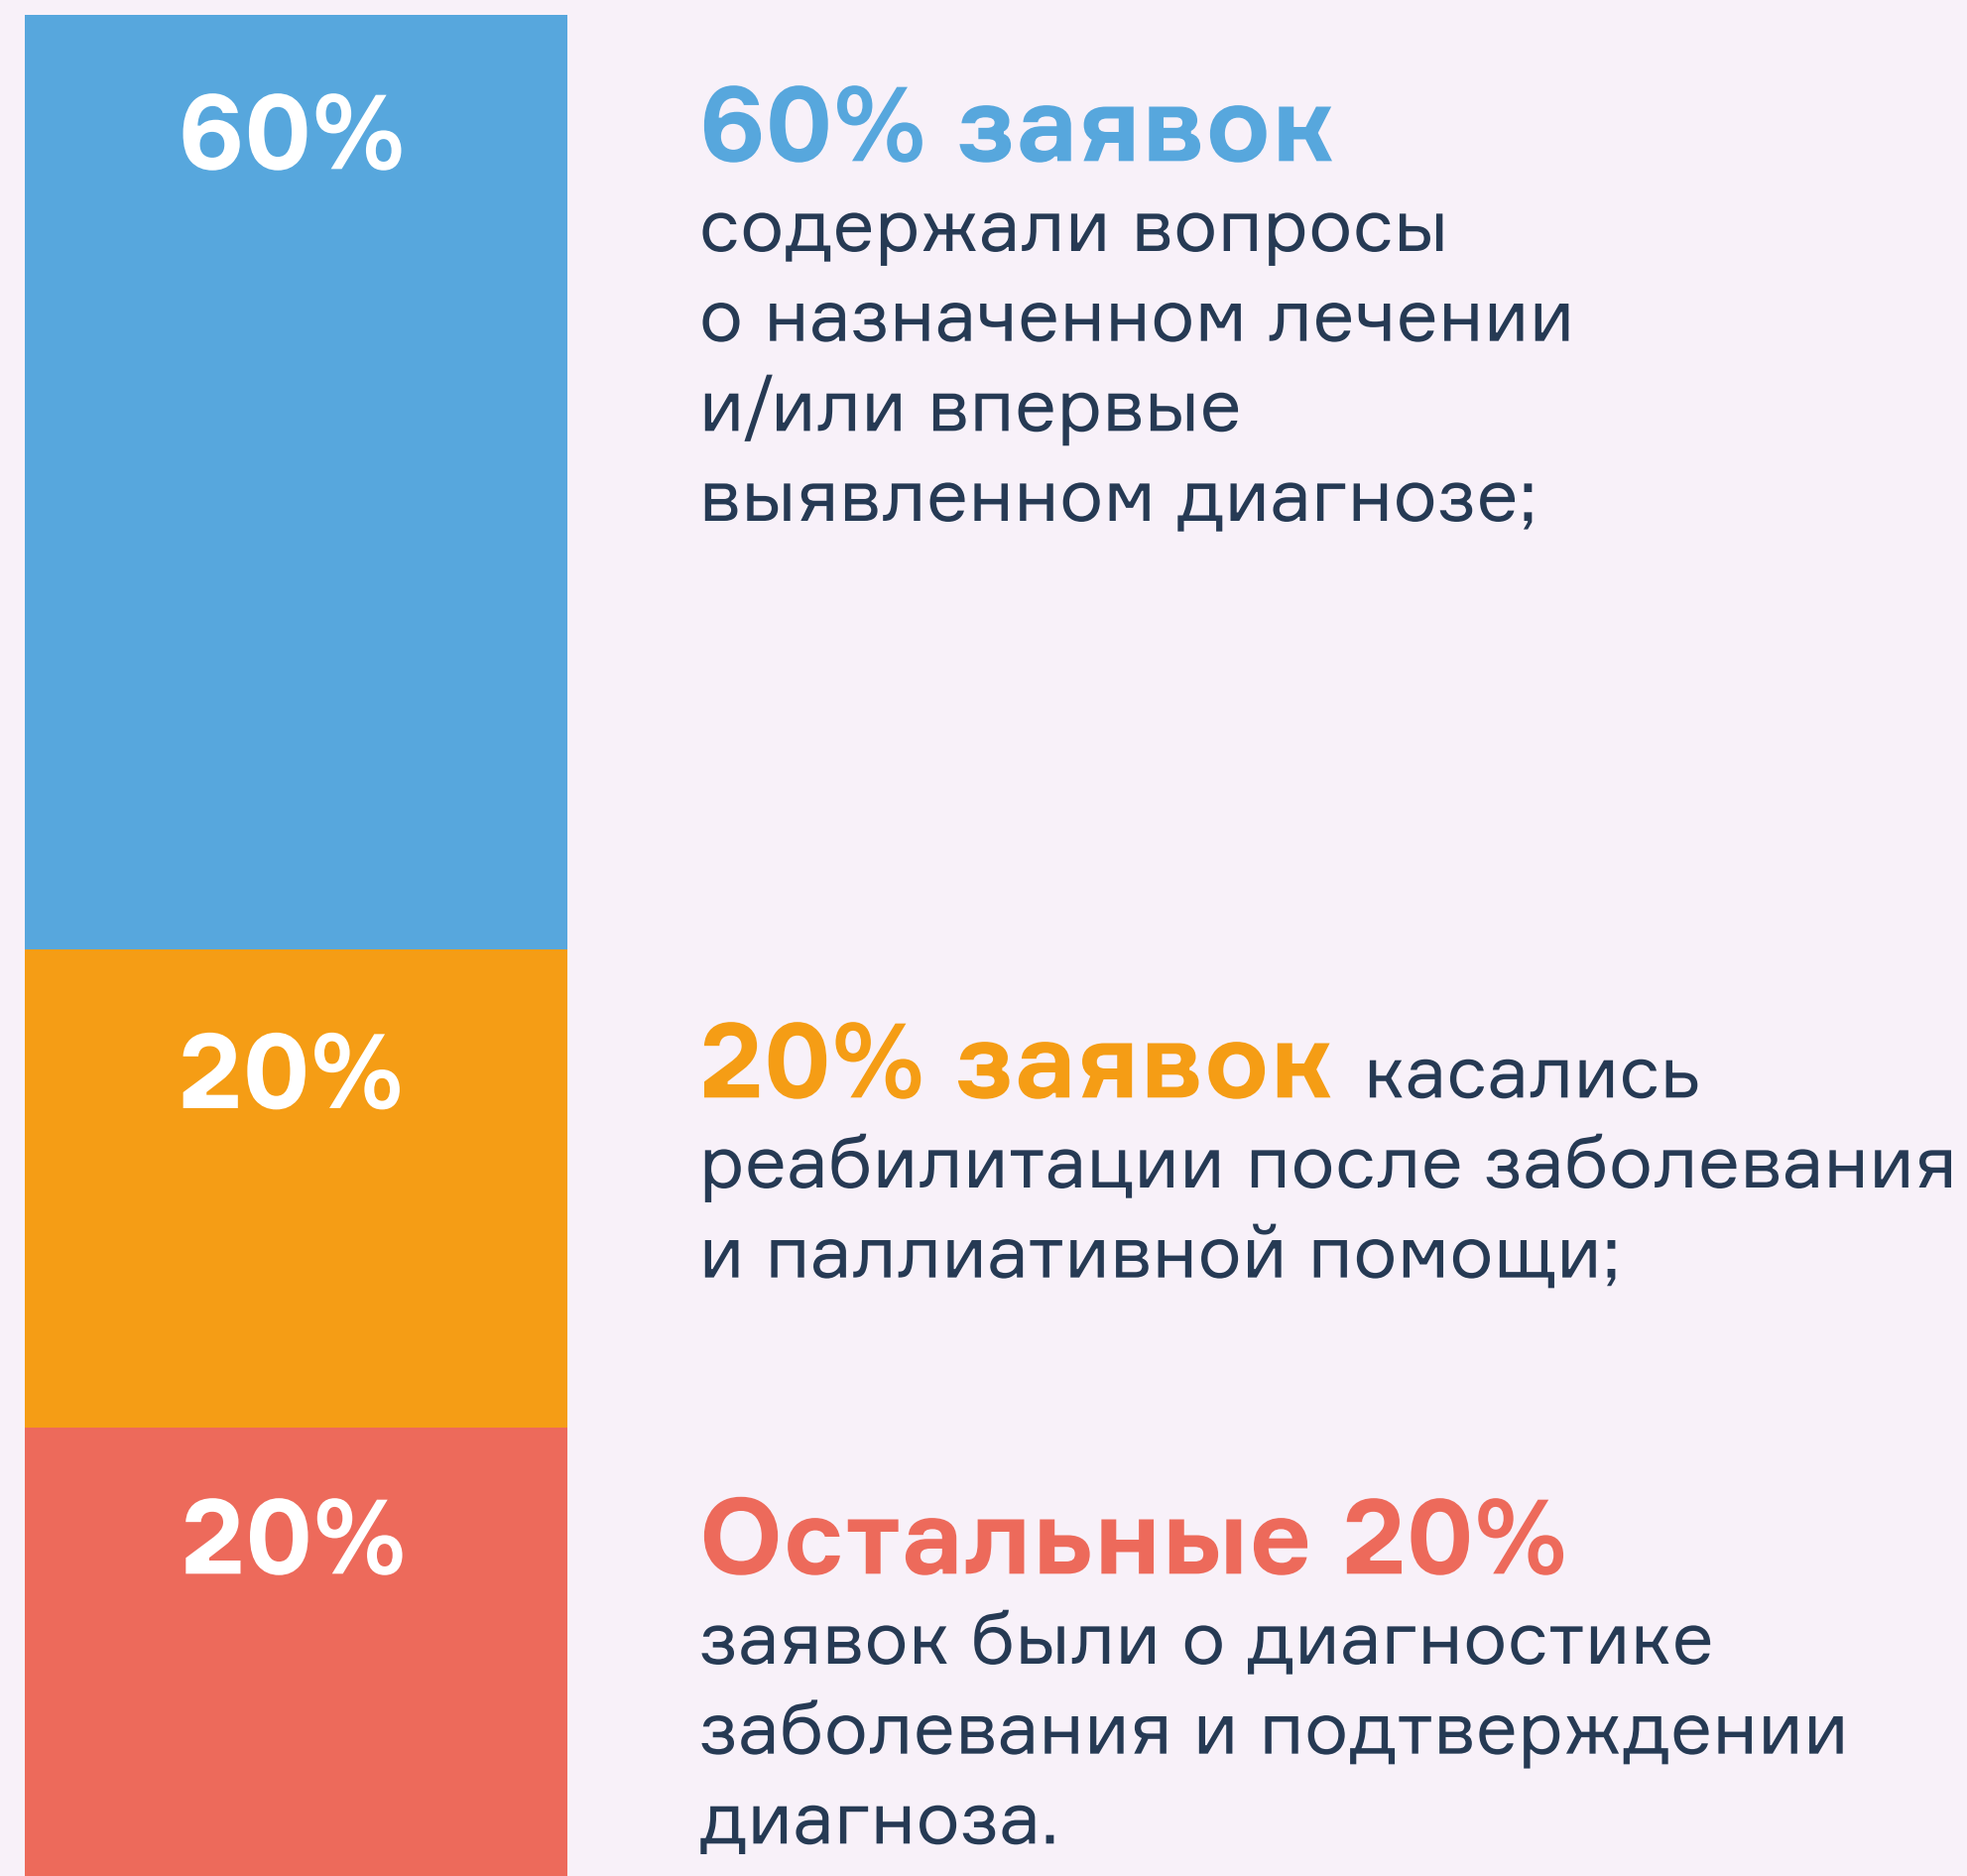 60%
60% заявок
содержали вопросы
о назначенном лечении
и/или впервые
выявленном диагнозе;
20%
20% заявок касались
реабилитации после заболевания
и паллиативной помощи;
20%
Остальные 20%
заявок были о диагностике
заболевания и подтверждении
диагноза.